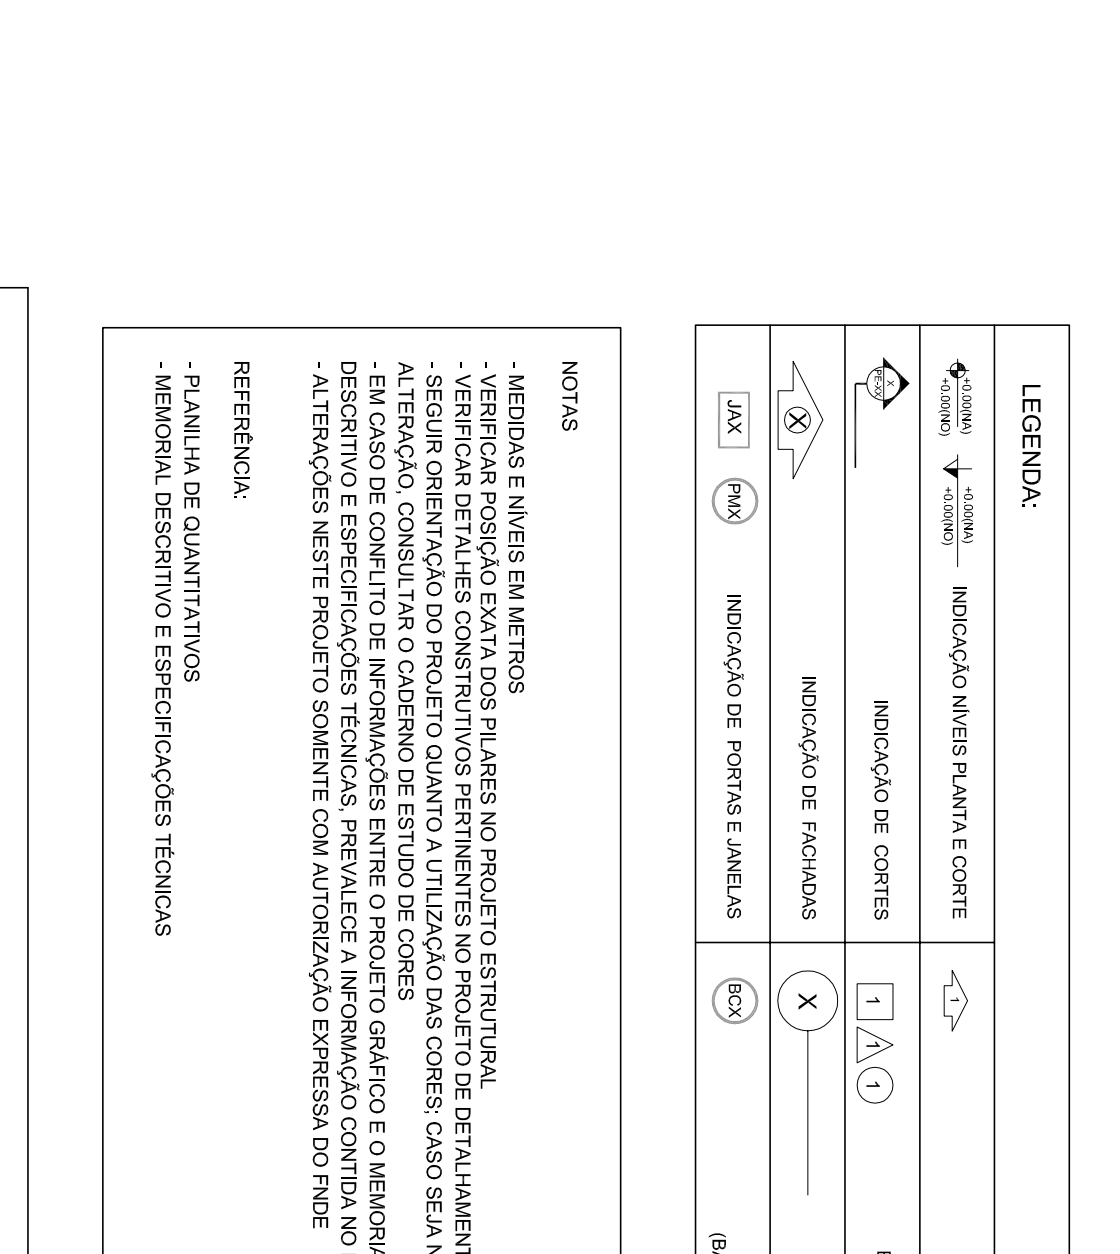 LEGENDA:
+0.00(NA)
+0.00(NO)
+0.00(NA)
+0.00(NO)
INDICAÇÃO NÍVEIS PLANTA E CORTE
1
X
PE-XX
INDICAÇÃO DE CORTES
1 1 1
X
INDICAÇÃO DE FACHADAS
X
JAX
PMX
INDICAÇÃO DE PORTAS E JANELAS
BCX
NOTAS
- MEDIDAS E NÍVEIS EM METROS
- VERIFICAR POSIÇÃO EXATA DOS PILARES NO PROJETO ESTRUTURAL
- VERIFICAR DETALHES CONSTRUTIVOS PERTINENTES NO PROJETO DE DETALHAMENT
- SEGUIR ORIENTAÇÃO DO PROJETO QUANTO A UTILIZAÇÃO DAS CORES; CASO SEJA N
ALTERAÇÃO, CONSULTAR O CADERNO DE ESTUDO DE CORES
- EM CASO DE CONFLITO DE INFORMAÇÕES ENTRE O PROJETO GRÁFICO E O MEMORIA
DESCRITIVO E ESPECIFICAÇÕES TÉCNICAS, PREVALECE A INFORMAÇÃO CONTIDA NO
- ALTERAÇÕES NESTE PROJETO SOMENTE COM AUTORIZAÇÃO EXPRESSA DO FNDE
REFERÊNCIA:
- PLANILHA DE QUANTITATIVOS
- MEMORIAL DESCRITIVO E ESPECIFICAÇÕES TÉCNICAS